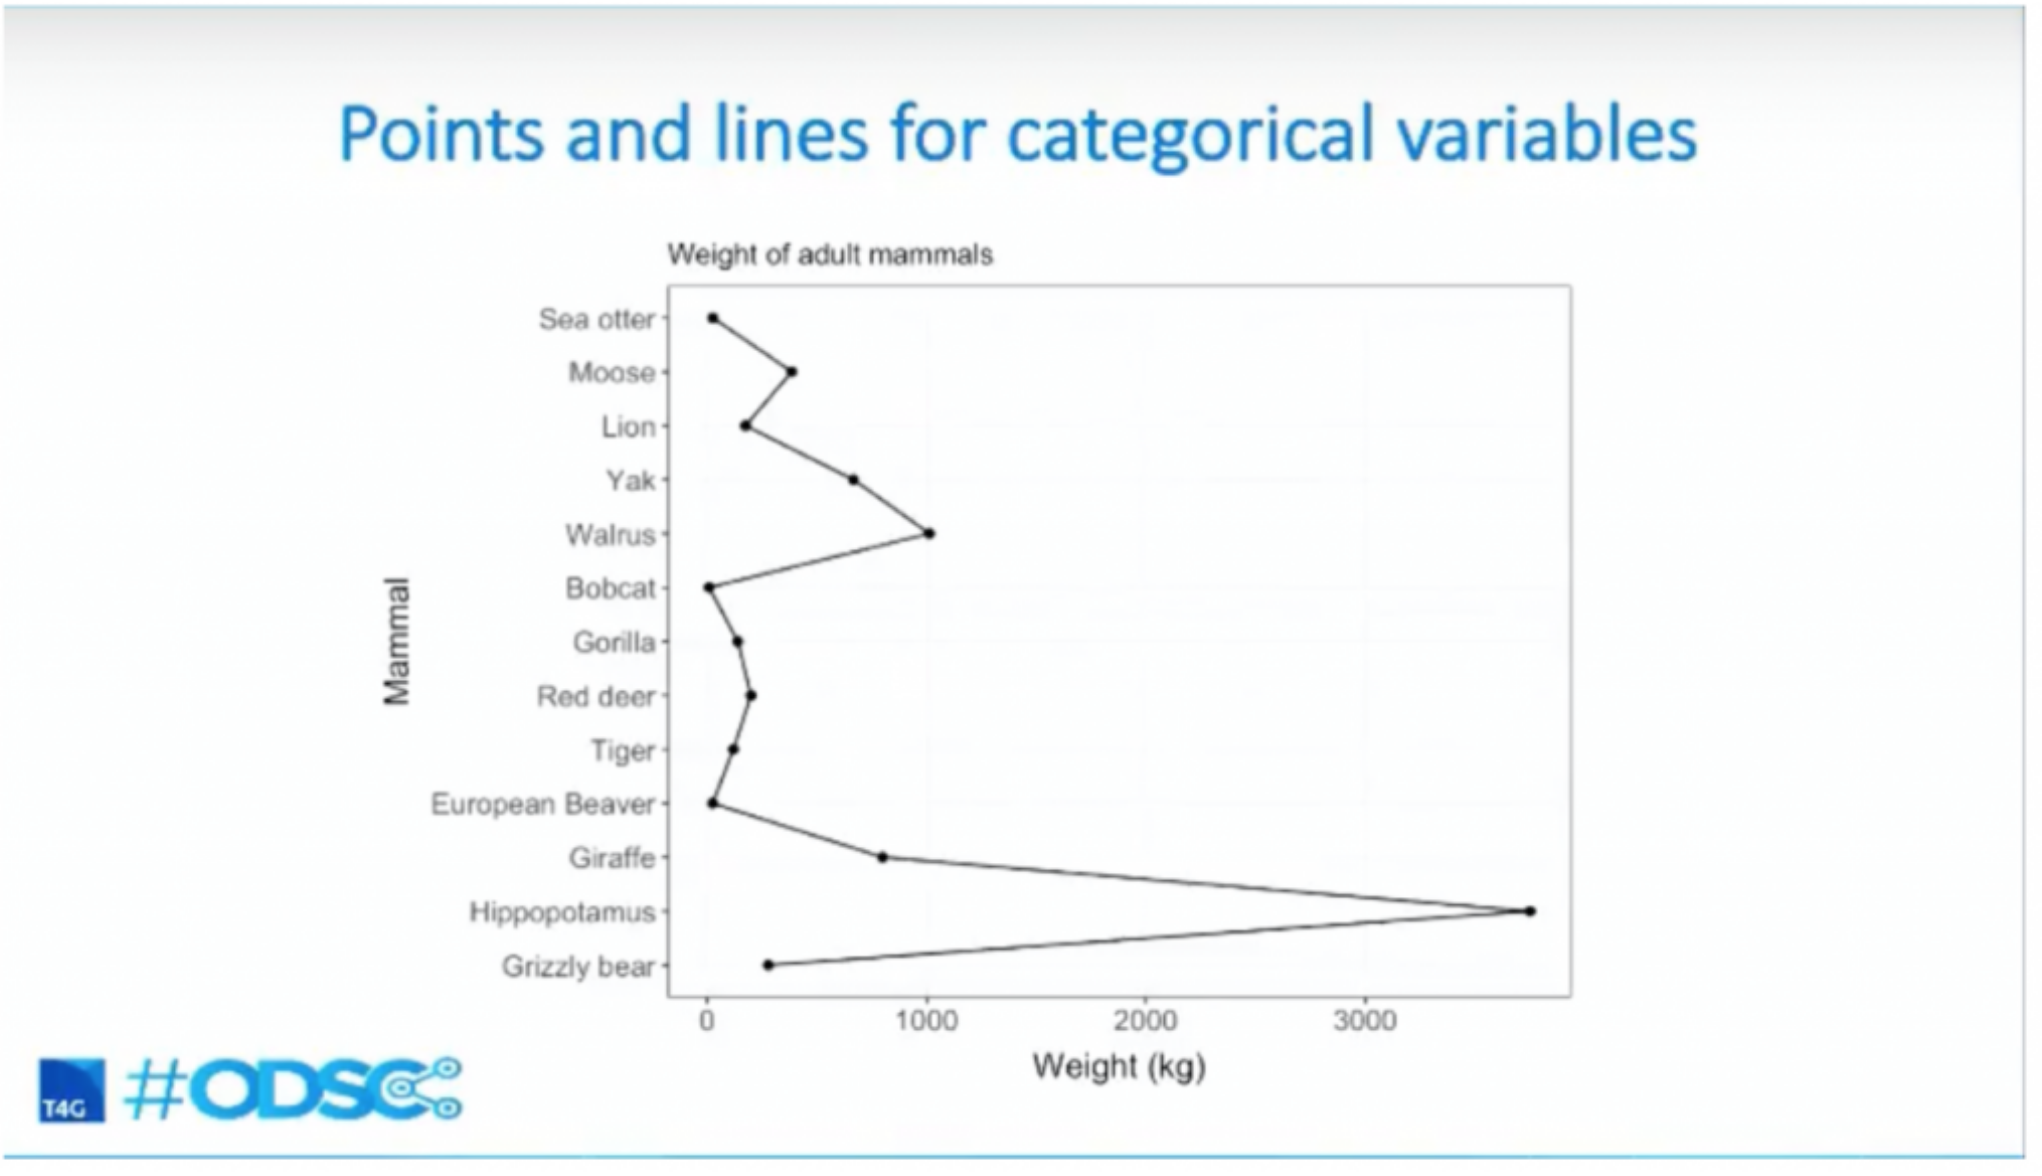 Points and lines for categorical variables
Weight of adult mammals
Sea otter
Moose
Lion
Yak
Walrus
Bobcat
Gorilla
Red deer
Tiger
European Beaver
Giraffe
Hippopotamus
Grizzly bear
Mammal
0 1000 2000 3000
Weight (kg)
T4G #ODSC